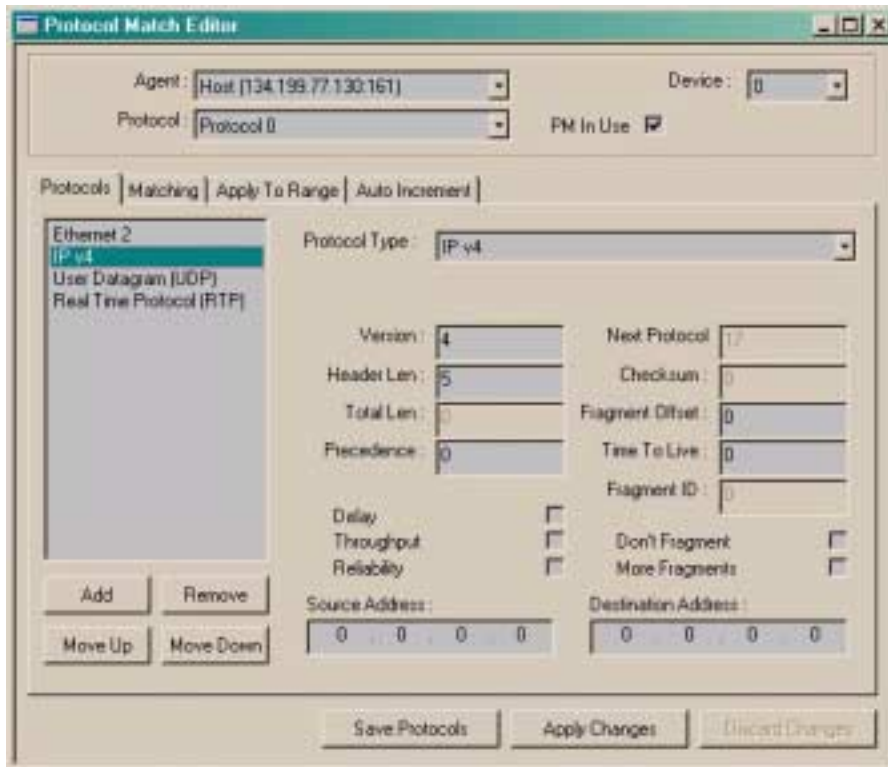 Protocol Match Editor
Agent : Host (134.199.77.130:161) Device : 0
Protocol : Protocol 0 PM In Use
Protocols Matching Apply To Range Auto Increment
Ethernet 2
IP v4
User Datagram (UDP)
Real Time Protocol (RTP)
Protocol Type : IP v4
Version : 4 Next Protocol 17
Header Len : 5 Checksum : 0
Total Len : 0 Fragment Offset : 0
Precedence : 0 Time To Live : 0
Fragment ID : 0
Delay
Throughput Don't Fragment
Reliability More Fragments
Add Remove
Source Address : Destination Address :
0 . 0 . 0 . 0 0 . 0 . 0 . 0
Move Up Move Down
Save Protocols Apply Changes Discard Changes